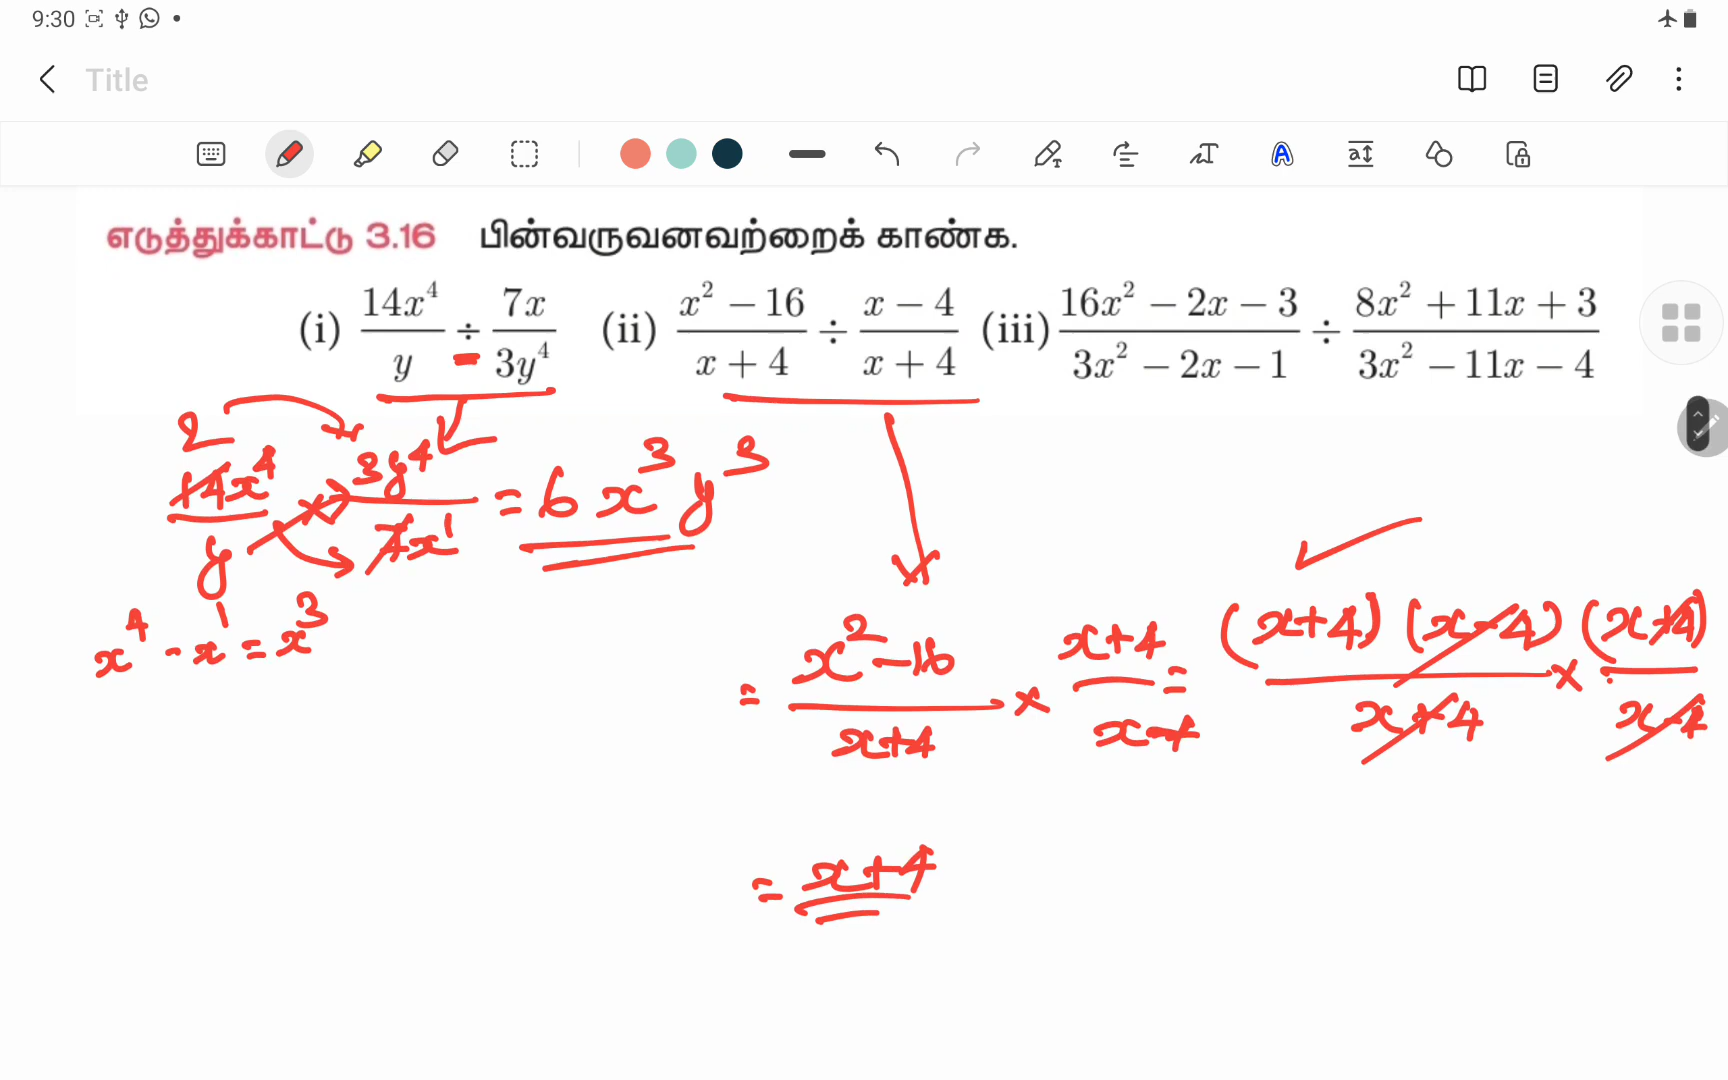 9:30
Title
எடுத்துக்காட்டு 3.16 பின்வருவனவற்றைக் காண்க.
(i) 14x⁴/y ÷ 7x/3y⁴ (ii) x² − 16/x + 4 ÷ x − 4/x + 4 (iii) 16x² − 2x − 3/3x² − 2x − 1 ÷ 8x² + 11x + 3/3x² − 11x − 4
2
14x⁴/y × 3y⁴/7x¹ = 6x³y³
x⁴ - x¹ = x³
= x²-16/x+4 × x+4/x-4 = (x+4)(x-4)/x+4 × (x+4)/x-4
= x+4